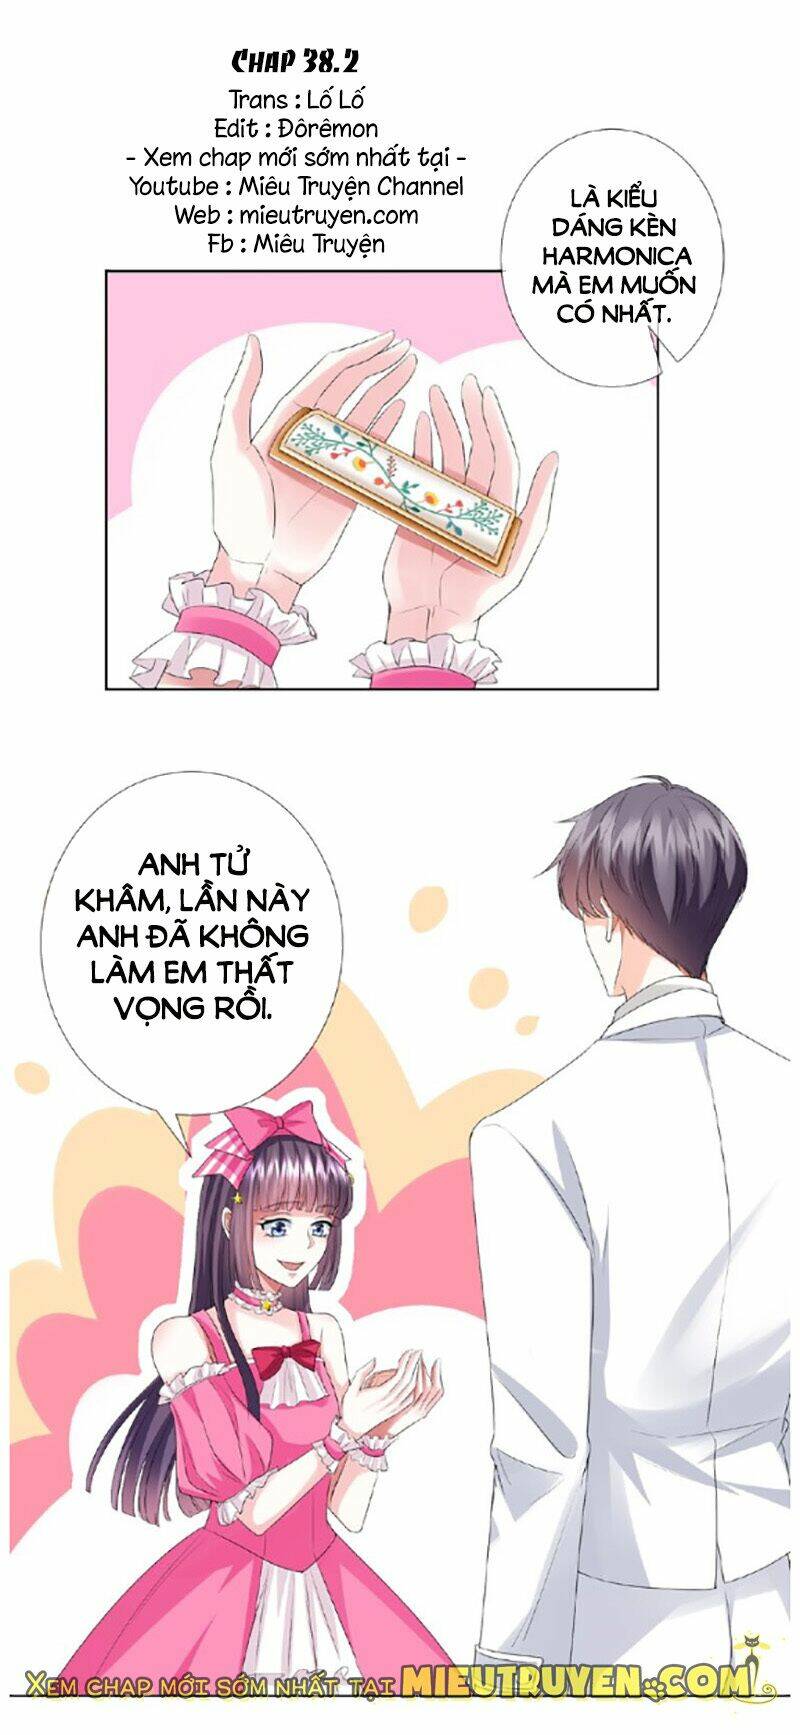 CHAP 38.2
Trans : Lố Lố
Edit : Đôrêmon
- Xem chap mới sớm nhất tại -
Youtube : Miêu Truyện Channel
Web : mieutruyen.com
Fb : Miêu Truyện
LÀ KIỂU
DÁNG KÈN
HARMONICA
MÀ EM MUỐN
CÓ NHẤT.
ANH TỬ
KHÂM, LẦN NÀY
ANH ĐÃ KHÔNG
LÀM EM THẤT
VỌNG RỒI.
XEM CHAP MỚI SỚM NHẤT TẠI MIEUTRUYEN.COM